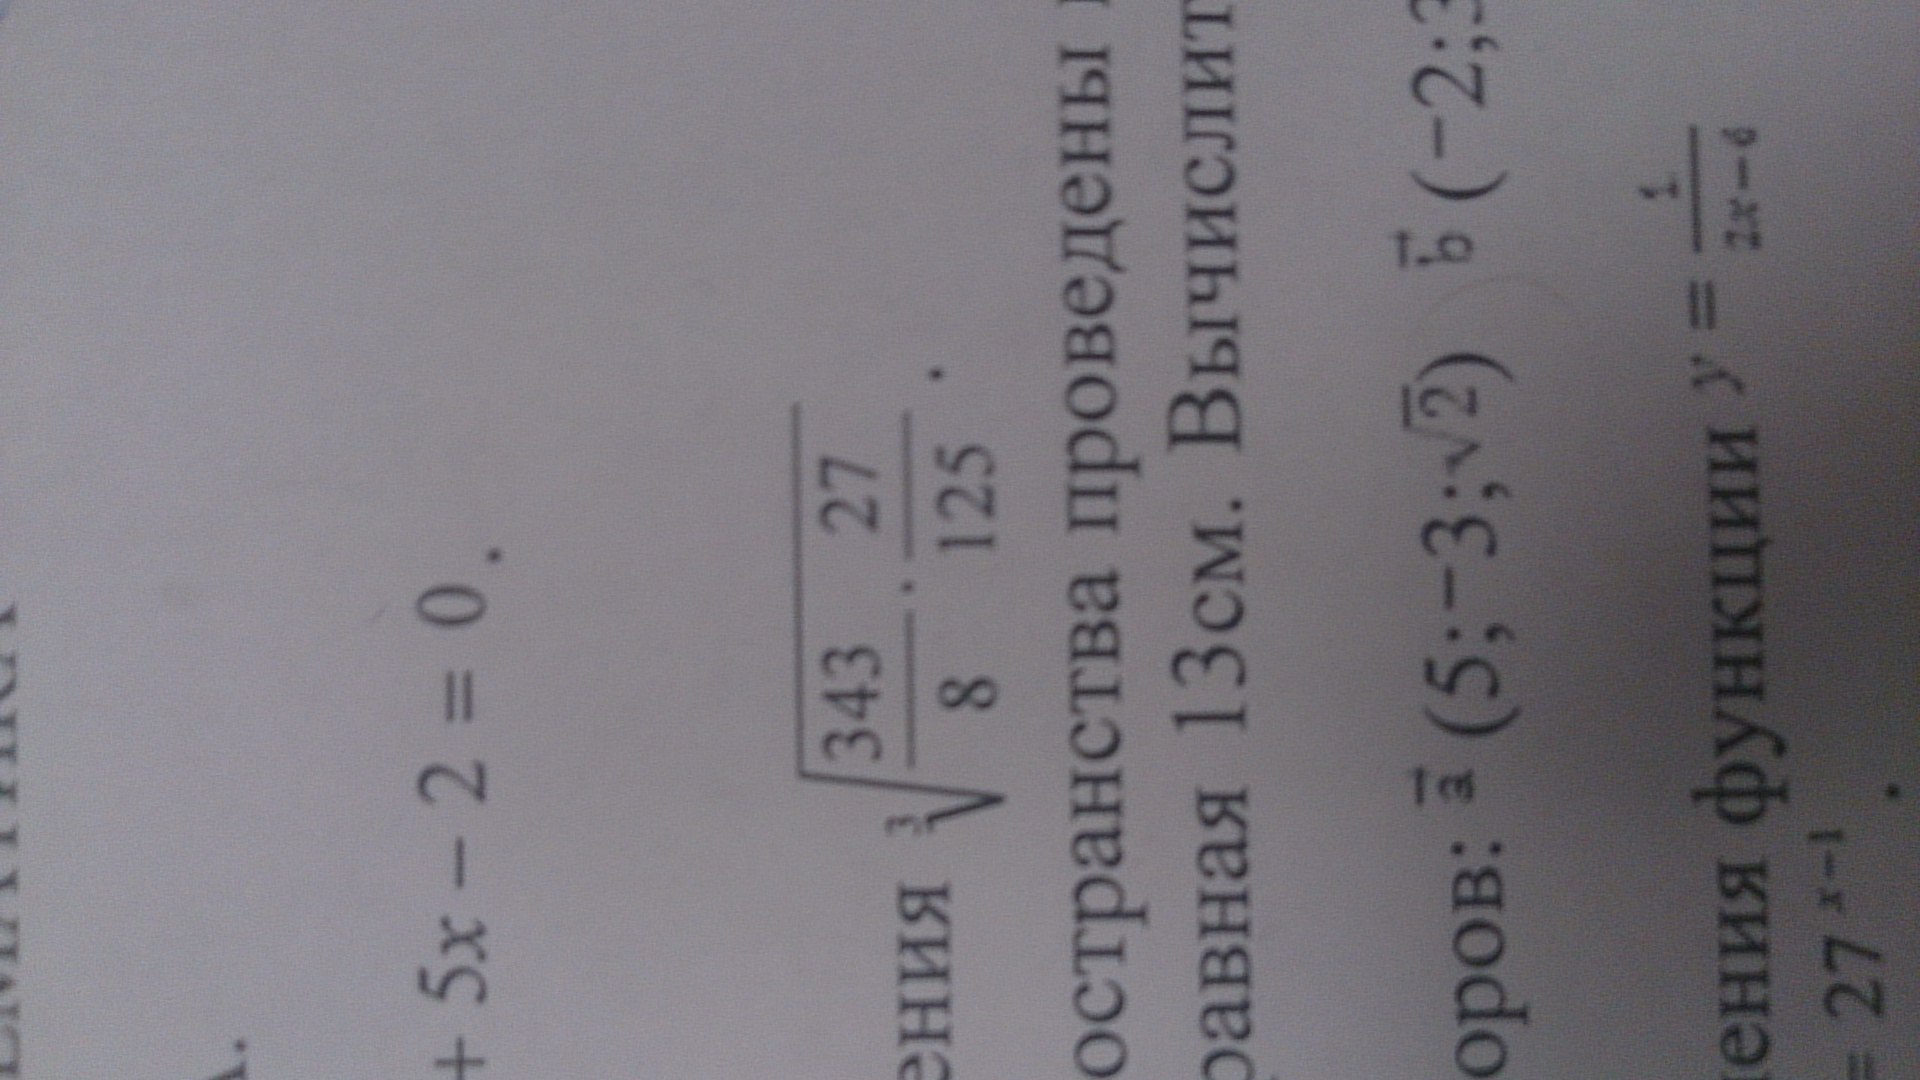 + 5x − 2 = 0.
ения ∛(343/8 · 27/125).
остранства проведены
равная 13см. Вычислит
оров: a⃗ (5;−3;√2) b⃗ (−2;3
ения функции y = 1/(2x−6)
= 27^(x−1).